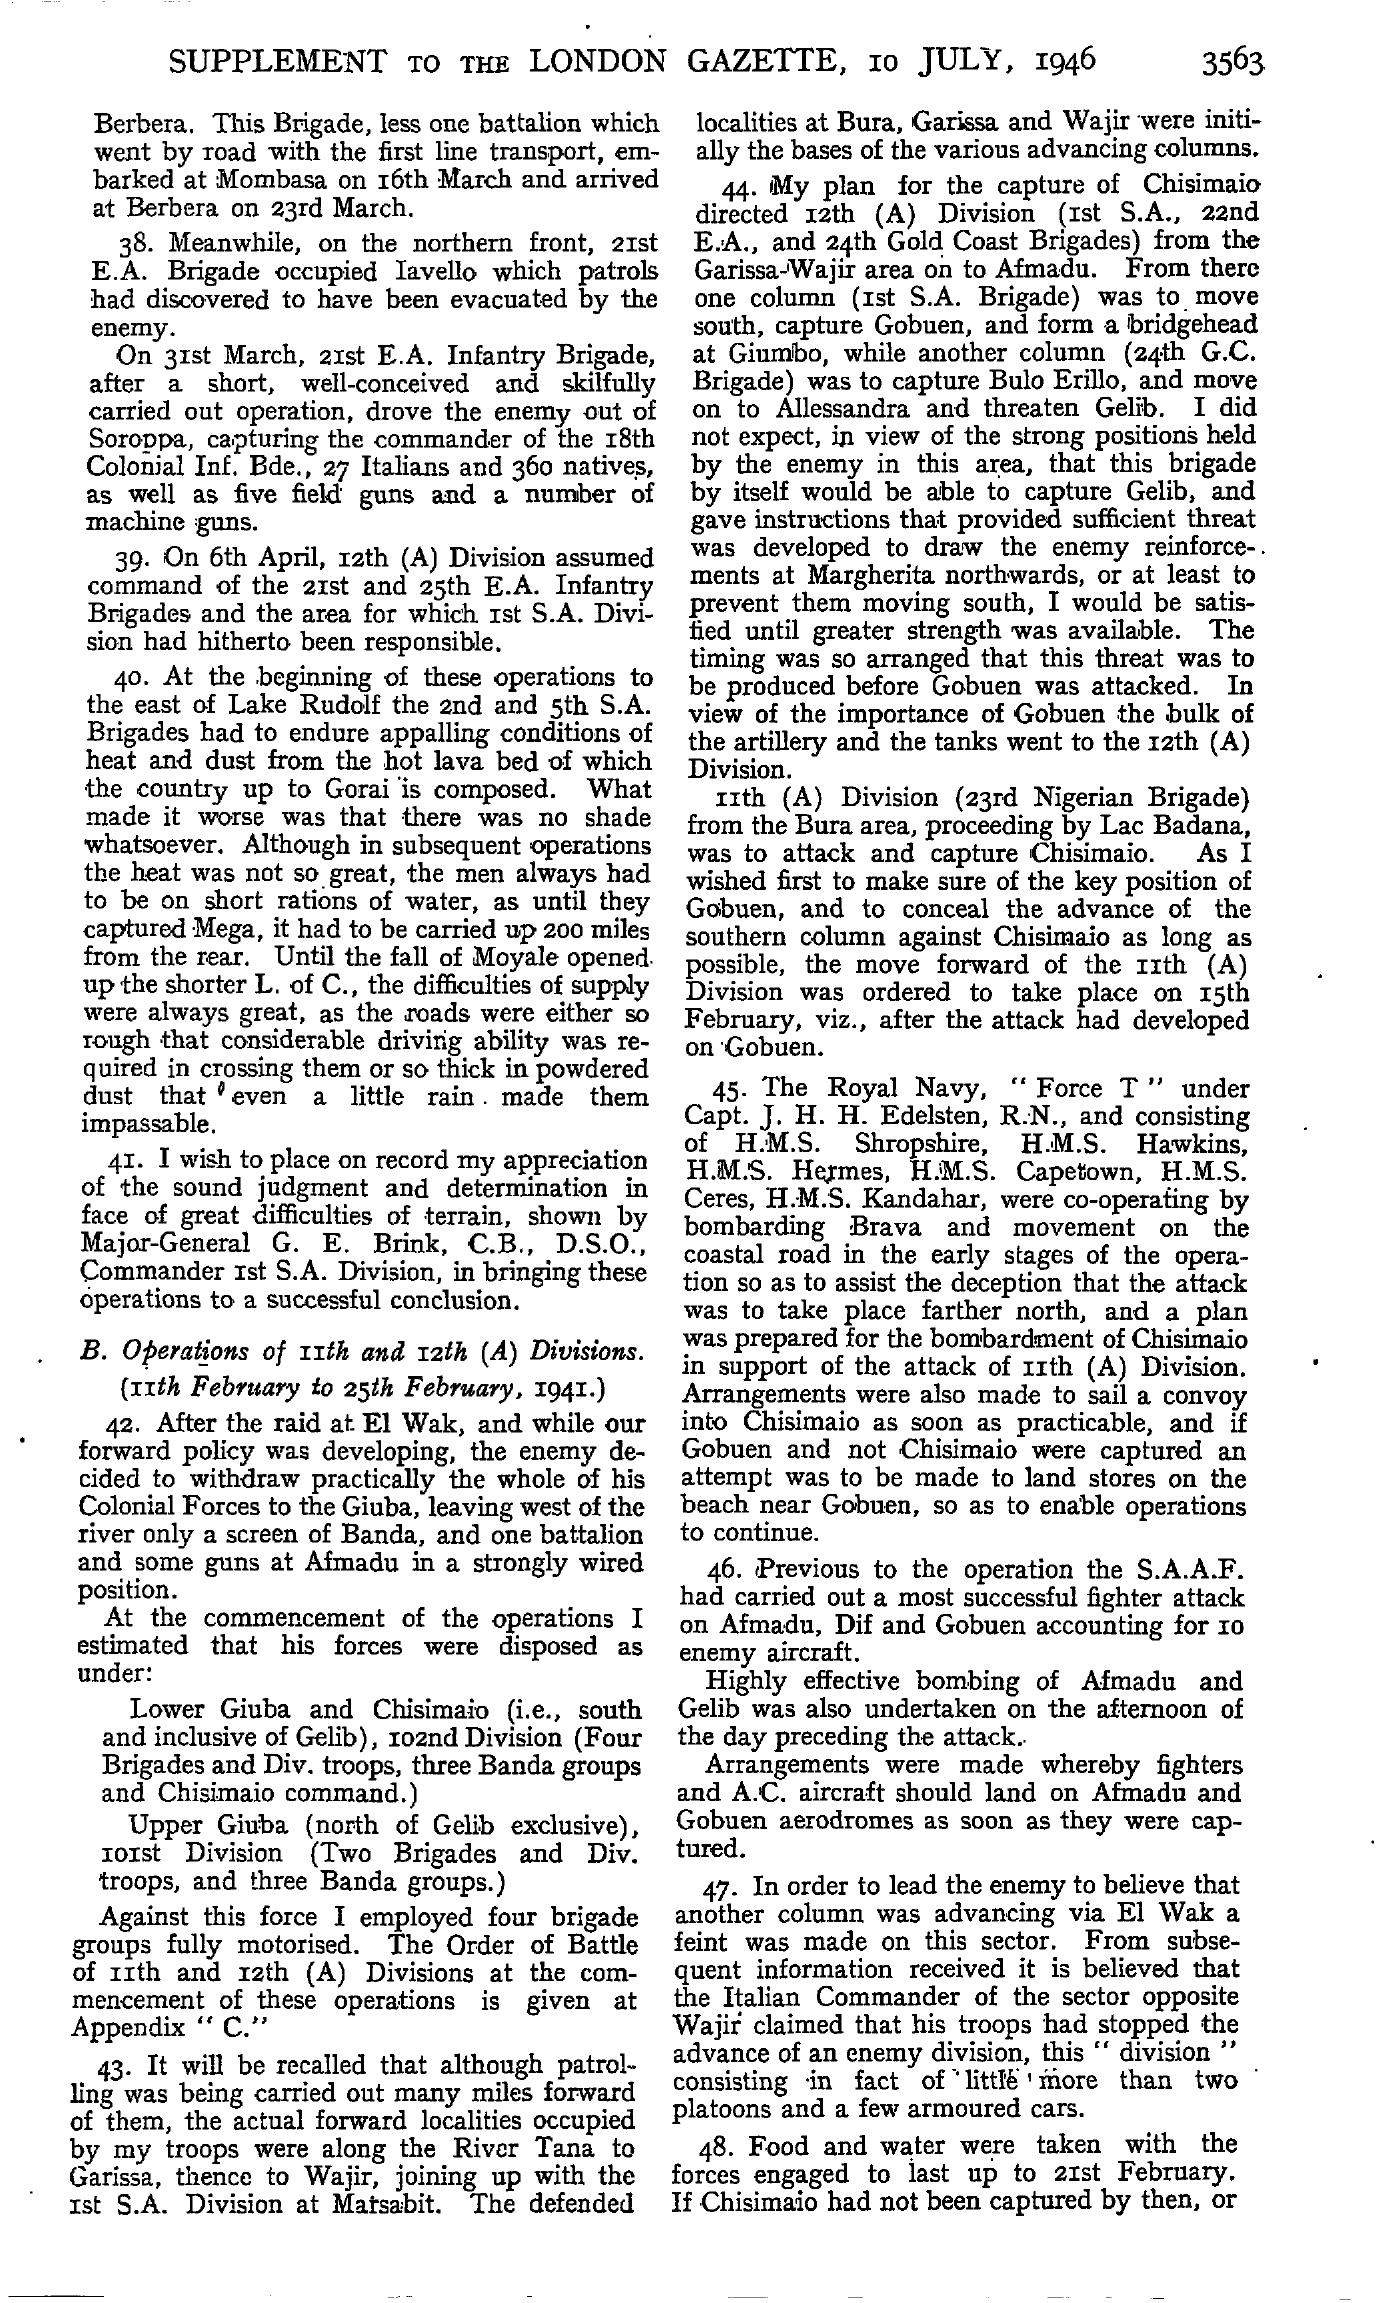 SUPPLEMENT TO THE LONDON GAZETTE, 10 JULY, 1946 3563
Berbera. This Brigade, less one battalion which
went by road with the first line transport, em-
barked at Mombasa on 16th March and arrived
at Berbera on 23rd March.
38. Meanwhile, on the northern front, 21st
E.A. Brigade occupied Iavello which patrols
had discovered to have been evacuated by the
enemy.
On 31st March, 21st E.A. Infantry Brigade,
after a short, well-conceived and skilfully
carried out operation, drove the enemy out of
Soroppa, capturing the commander of the 18th
Colonial Inf. Bde., 27 Italians and 360 natives,
as well as five field guns and a number of
machine guns.
39. On 6th April, 12th (A) Division assumed
command of the 21st and 25th E.A. Infantry
Brigades and the area for which 1st S.A. Divi-
sion had hitherto been responsible.
40. At the beginning of these operations to
the east of Lake Rudolf the 2nd and 5th S.A.
Brigades had to endure appalling conditions of
heat and dust from the hot lava bed of which
the country up to Gorai is composed. What
made it worse was that there was no shade
whatsoever. Although in subsequent operations
the heat was not so great, the men always had
to be on short rations of water, as until they
captured Mega, it had to be carried up 200 miles
from the rear. Until the fall of Moyale opened
up the shorter L. of C., the difficulties of supply
were always great, as the roads were either so
rough that considerable driving ability was re-
quired in crossing them or so thick in powdered
dust that even a little rain made them
impassable.
41. I wish to place on record my appreciation
of the sound judgment and determination in
face of great difficulties of terrain, shown by
Major-General G. E. Brink, C.B., D.S.O.,
Commander 1st S.A. Division, in bringing these
operations to a successful conclusion.
B. Operations of 11th and 12th (A) Divisions.
(11th February to 25th February, 1941.)
42. After the raid at El Wak, and while our
forward policy was developing, the enemy de-
cided to withdraw practically the whole of his
Colonial Forces to the Giuba, leaving west of the
river only a screen of Banda, and one battalion
and some guns at Afmadu in a strongly wired
position.
At the commencement of the operations I
estimated that his forces were disposed as
under:
Lower Giuba and Chisimaio (i.e., south
and inclusive of Gelib), 102nd Division (Four
Brigades and Div. troops, three Banda groups
and Chisimaio command.)
Upper Giuba (north of Gelib exclusive),
101st Division (Two Brigades and Div.
troops, and three Banda groups.)
Against this force I employed four brigade
groups fully motorised. The Order of Battle
of 11th and 12th (A) Divisions at the com-
mencement of these operations is given at
Appendix "C."
43. It will be recalled that although patrol-
ling was being carried out many miles forward
of them, the actual forward localities occupied
by my troops were along the River Tana to
Garissa, thence to Wajir, joining up with the
1st S.A. Division at Marsabit. The defended
localities at Bura, Garissa and Wajir were initi-
ally the bases of the various advancing columns.
44. My plan for the capture of Chisimaio
directed 12th (A) Division (1st S.A., 22nd
E.A., and 24th Gold Coast Brigades) from the
Garissa-Wajir area on to Afmadu. From there
one column (1st S.A. Brigade) was to move
south, capture Gobuen, and form a bridgehead
at Giumbo, while another column (24th G.C.
Brigade) was to capture Bulo Erillo, and move
on to Allessandra and threaten Gelib. I did
not expect, in view of the strong positions held
by the enemy in this area, that this brigade
by itself would be able to capture Gelib, and
gave instructions that provided sufficient threat
was developed to draw the enemy reinforce-
ments at Margherita northwards, or at least to
prevent them moving south, I would be satis-
fied until greater strength was available. The
timing was so arranged that this threat was to
be produced before Gobuen was attacked. In
view of the importance of Gobuen the bulk of
the artillery and the tanks went to the 12th (A)
Division.
11th (A) Division (23rd Nigerian Brigade)
from the Bura area, proceeding by Lac Badana,
was to attack and capture Chisimaio. As I
wished first to make sure of the key position of
Gobuen, and to conceal the advance of the
southern column against Chisimaio as long as
possible, the move forward of the 11th (A)
Division was ordered to take place on 15th
February, viz., after the attack had developed
on Gobuen.
45. The Royal Navy, "Force T" under
Capt. J. H. H. Edelsten, R.N., and consisting
of H.M.S. Shropshire, H.M.S. Hawkins,
H.M.S. Hermes, H.M.S. Capetown, H.M.S.
Ceres, H.M.S. Kandahar, were co-operating by
bombarding Brava and movement on the
coastal road in the early stages of the opera-
tion so as to assist the deception that the attack
was to take place farther north, and a plan
was prepared for the bombardment of Chisimaio
in support of the attack of 11th (A) Division.
Arrangements were also made to sail a convoy
into Chisimaio as soon as practicable, and if
Gobuen and not Chisimaio were captured an
attempt was to be made to land stores on the
beach near Gobuen, so as to enable operations
to continue.
46. Previous to the operation the S.A.A.F.
had carried out a most successful fighter attack
on Afmadu, Dif and Gobuen accounting for 10
enemy aircraft.
Highly effective bombing of Afmadu and
Gelib was also undertaken on the afternoon of
the day preceding the attack.
Arrangements were made whereby fighters
and A.C. aircraft should land on Afmadu and
Gobuen aerodromes as soon as they were cap-
tured.
47. In order to lead the enemy to believe that
another column was advancing via El Wak a
feint was made on this sector. From subse-
quent information received it is believed that
the Italian Commander of the sector opposite
Wajir claimed that his troops had stopped the
advance of an enemy division, this "division"
consisting in fact of little more than two
platoons and a few armoured cars.
48. Food and water were taken with the
forces engaged to last up to 21st February.
If Chisimaio had not been captured by then, or